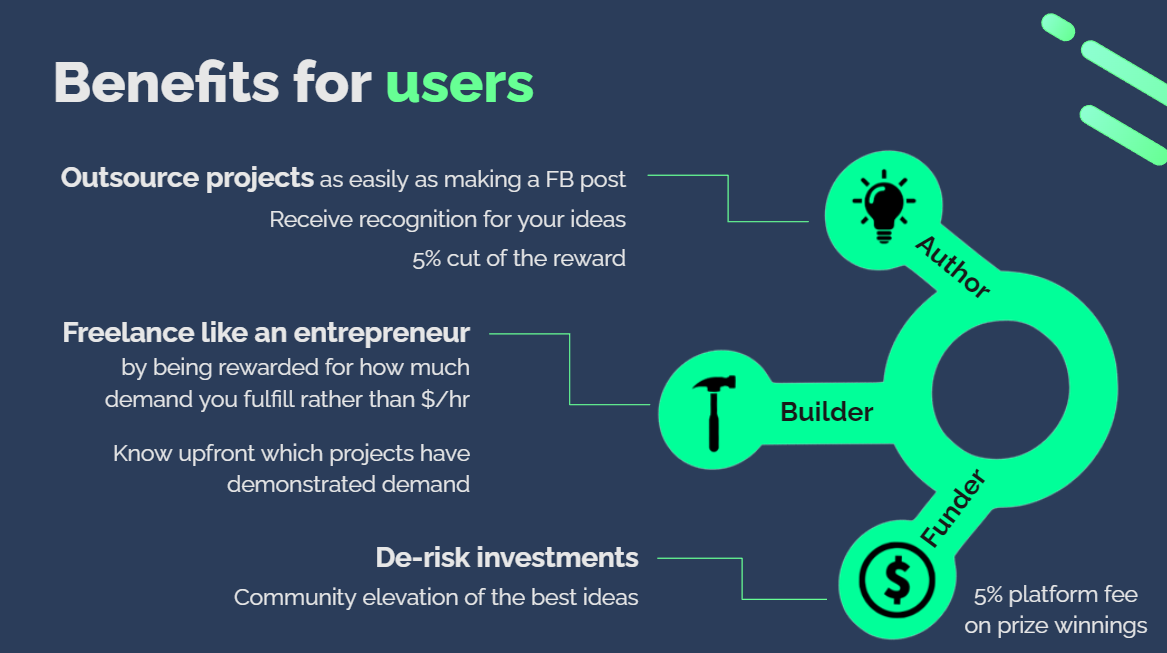 Benefits for users
Outsource projects as easily as making a FB post
Receive recognition for your ideas
5% cut of the reward
Author
Freelance like an entrepreneur
by being rewarded for how much
demand you fulfill rather than $/hr
Know upfront which projects have
demonstrated demand
Builder
De-risk investments
Community elevation of the best ideas
Funder
$
5% platform fee
on prize winnings